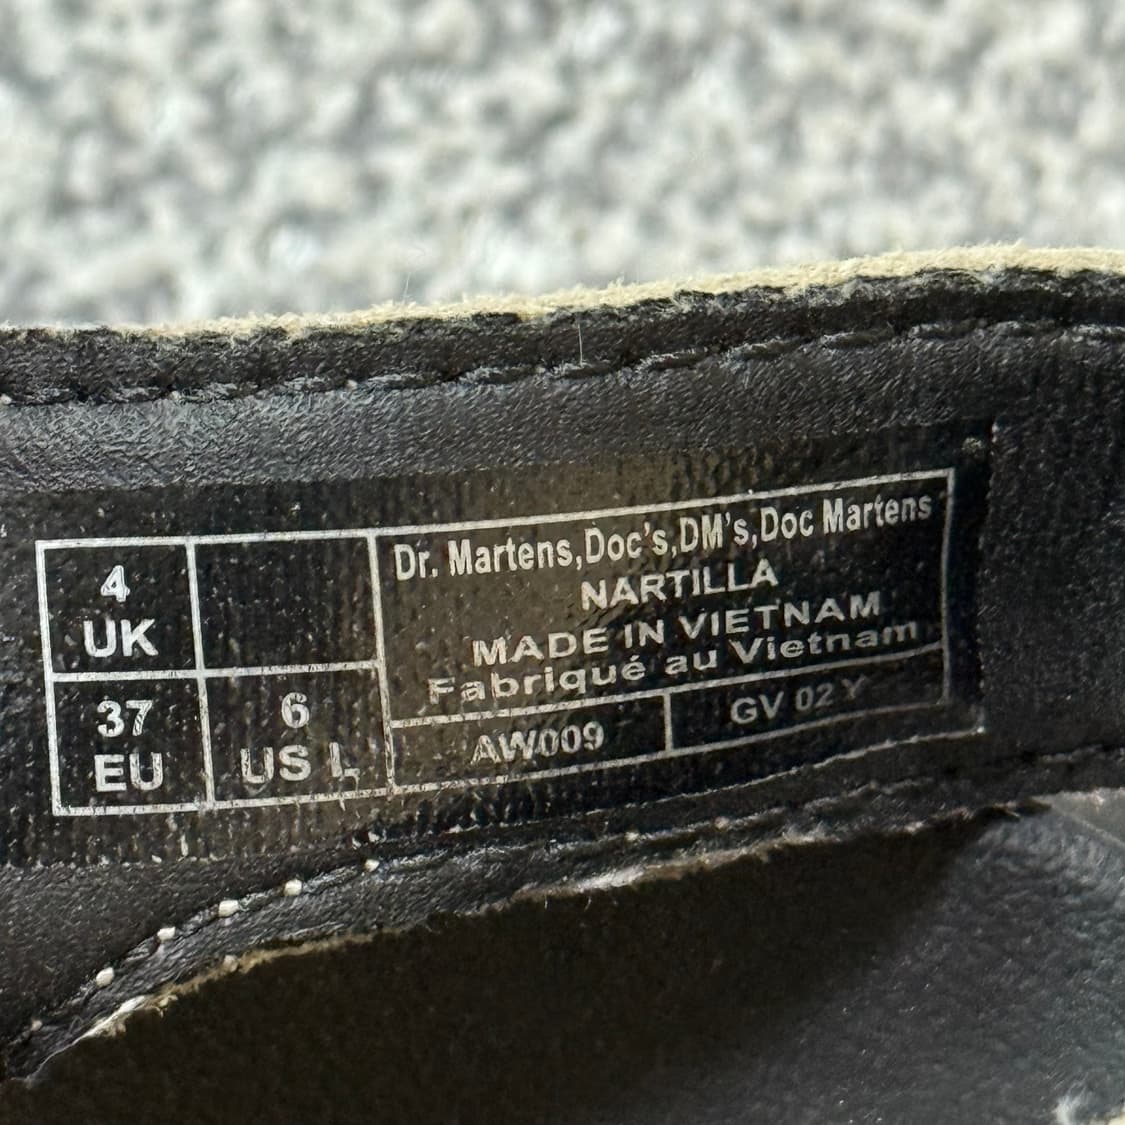 4
UK
37
EU
6
US L
Dr. Martens,Doc's,DM's,Doc Martens
NARTILLA
MADE IN VIETNAM
Fabriqué au Vietnam
AW009
GV 02 Y